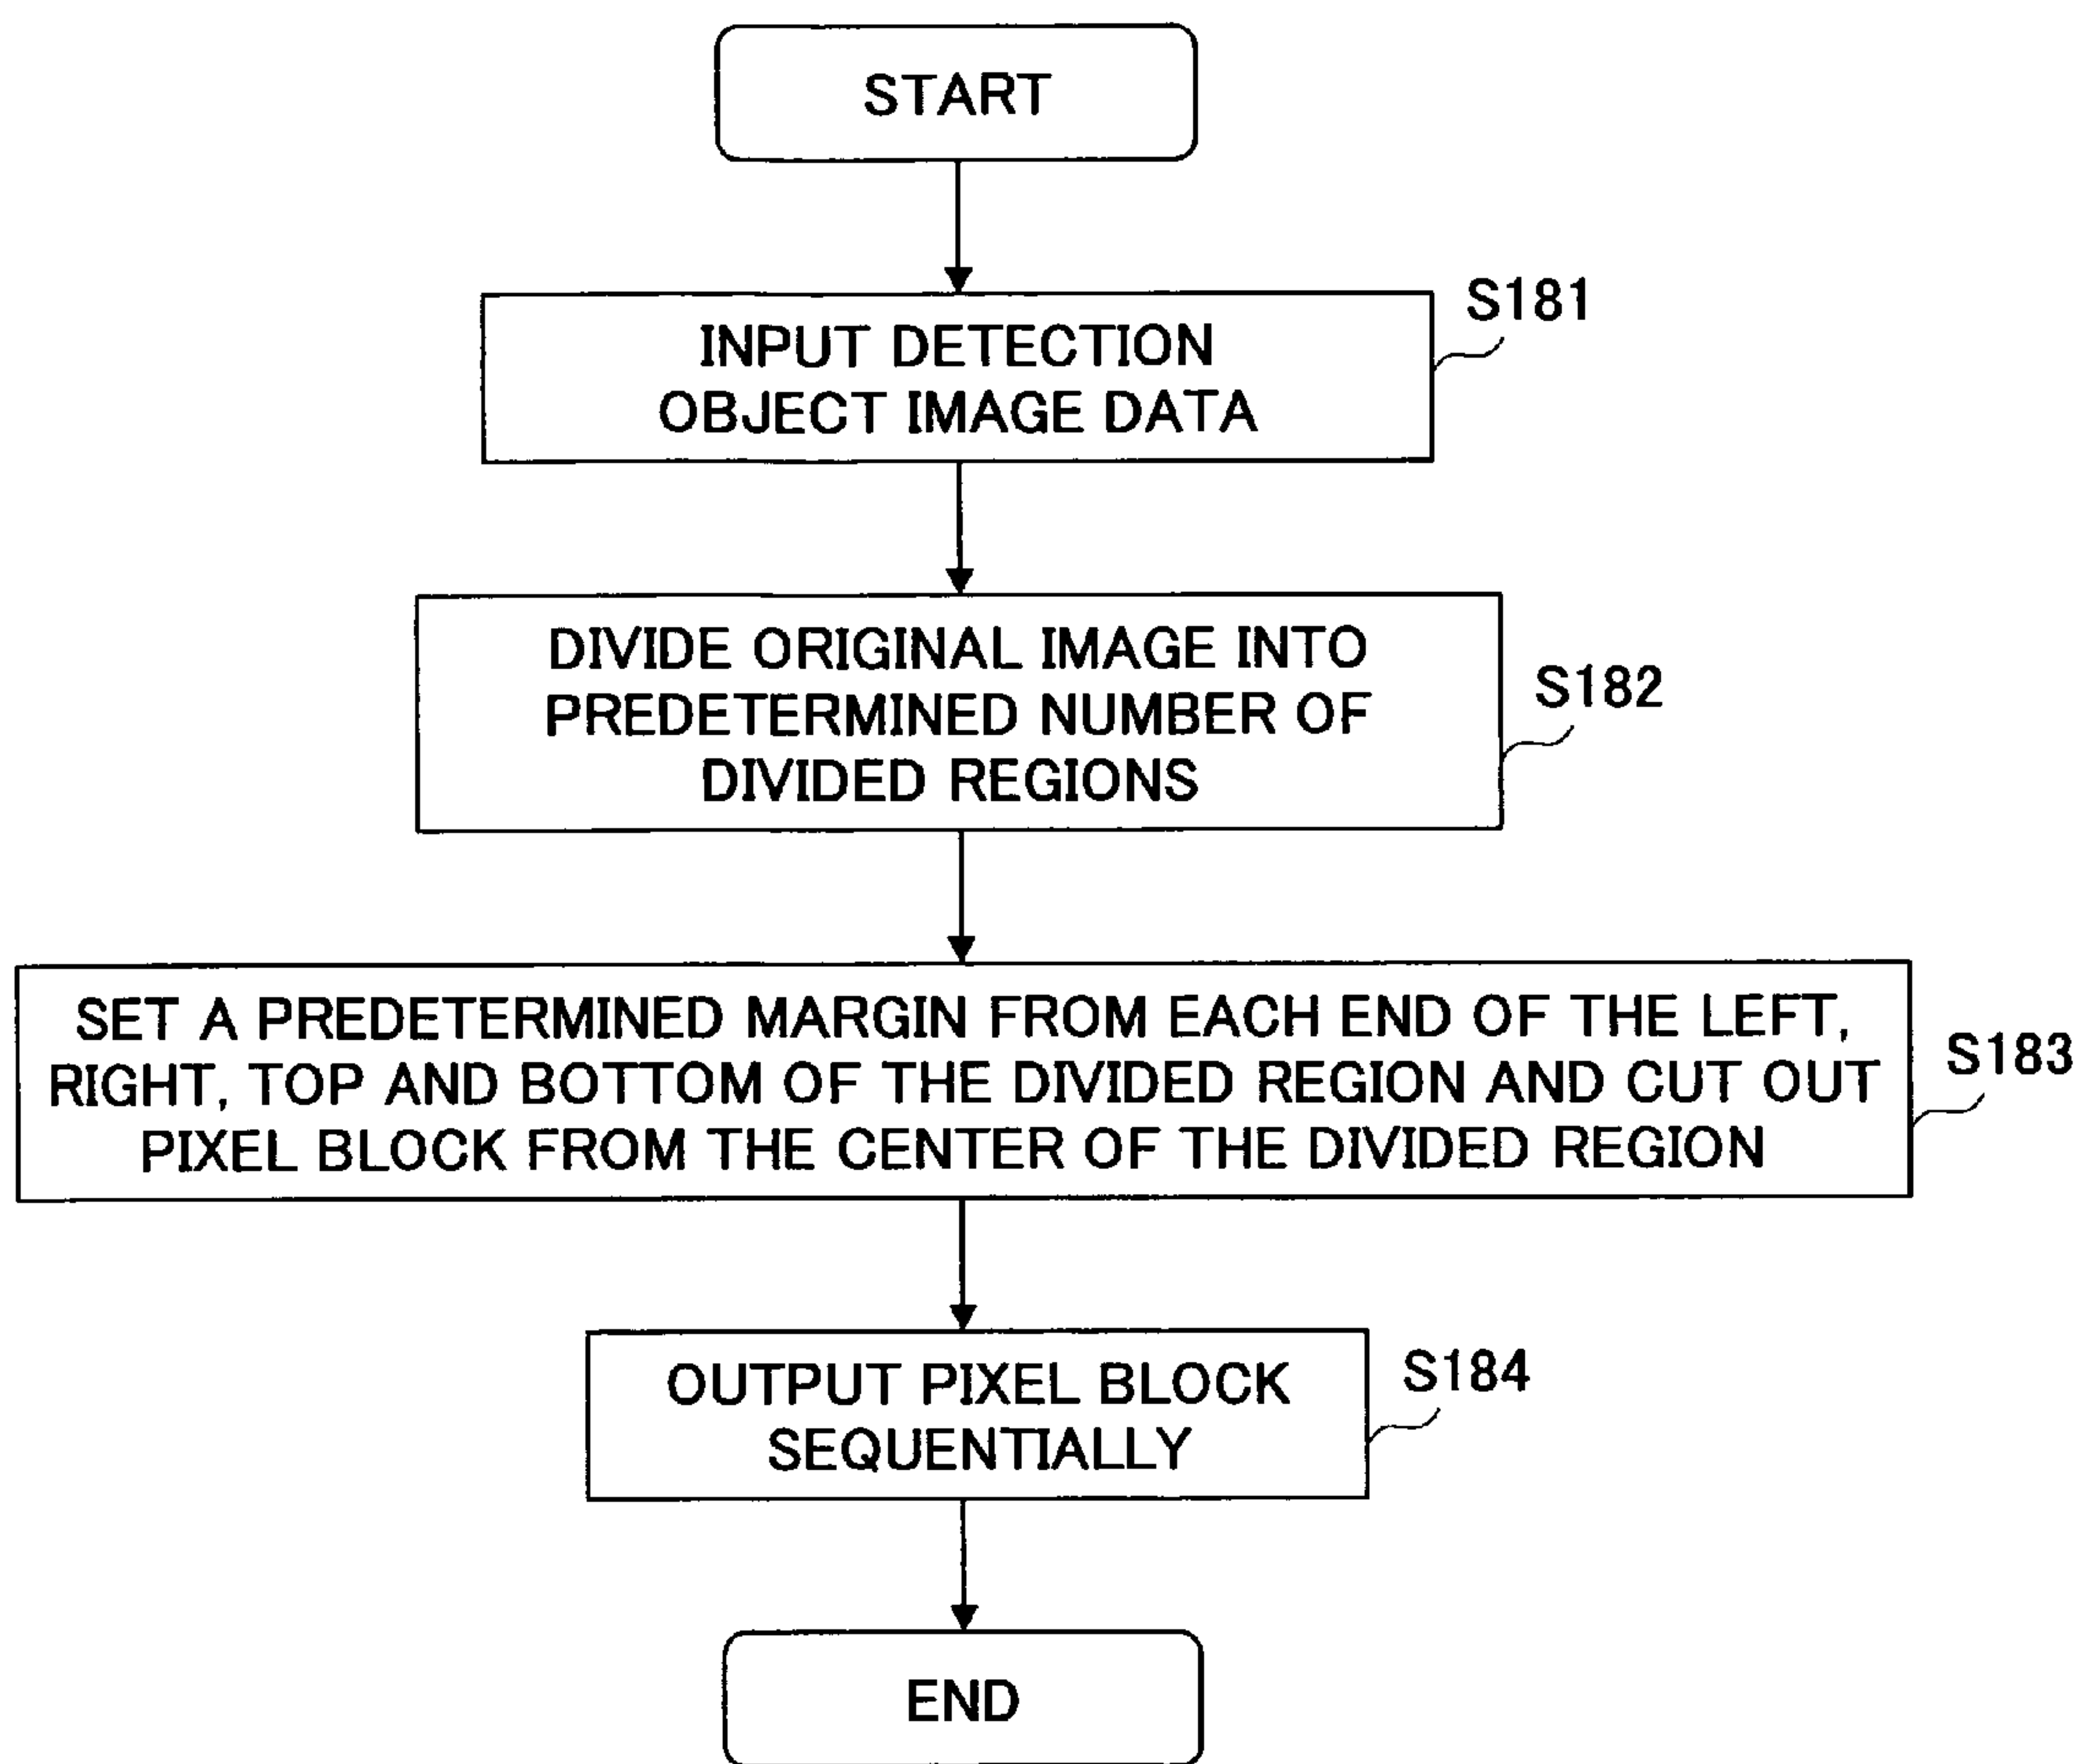 START
S181
INPUT DETECTION
OBJECT IMAGE DATA
S182
DIVIDE ORIGINAL IMAGE INTO
PREDETERMINED NUMBER OF
DIVIDED REGIONS
S183
SET A PREDETERMINED MARGIN FROM EACH END OF THE LEFT,
RIGHT, TOP AND BOTTOM OF THE DIVIDED REGION AND CUT OUT
PIXEL BLOCK FROM THE CENTER OF THE DIVIDED REGION
S184
OUTPUT PIXEL BLOCK
SEQUENTIALLY
END